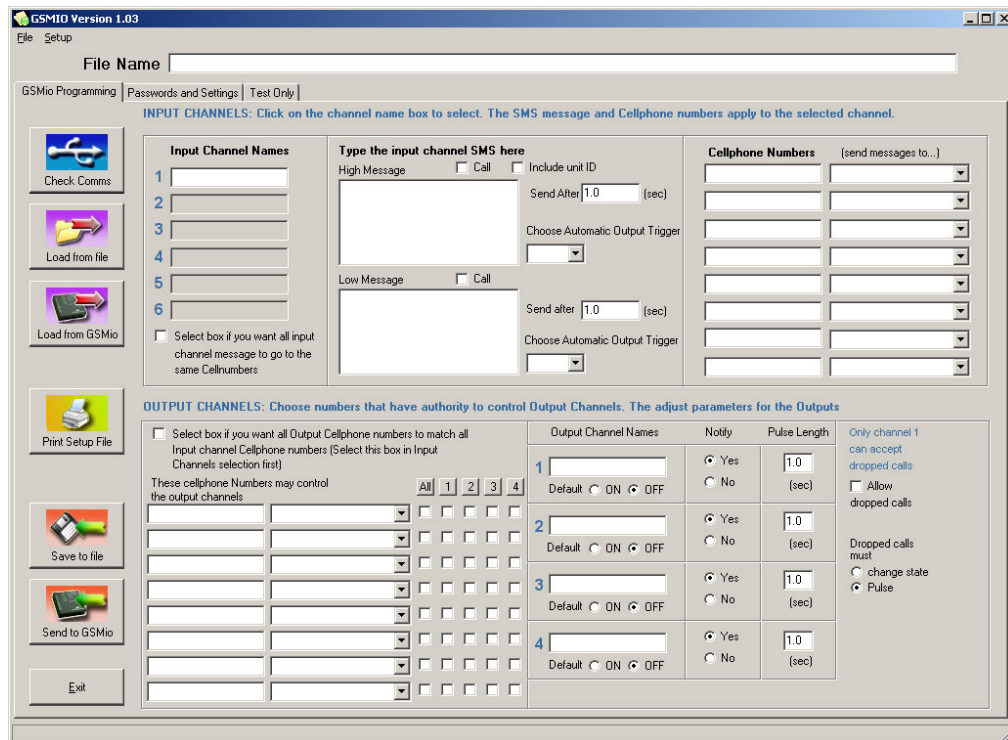 GSMIO Version 1.03
File Setup
File Name
GSMio Programming Passwords and Settings Test Only
INPUT CHANNELS: Click on the channel name box to select. The SMS message and Cellphone numbers apply to the selected channel.
Check Comms
Load from file
Load from GSMio
Print Setup File
Save to file
Send to GSMio
Exit
Input Channel Names
1
2
3
4
5
6
Select box if you want all input
channel message to go to the
same Cellnumbers
Type the input channel SMS here
High Message Call Include unit ID
Send After 1.0 (sec)
Choose Automatic Output Trigger
Low Message Call
Send after 1.0 (sec)
Choose Automatic Output Trigger
Cellphone Numbers (send messages to...)
OUTPUT CHANNELS: Choose numbers that have authority to control Output Channels. The adjust parameters for the Outputs
Select box if you want all Output Cellphone numbers to match all
Input channel Cellphone numbers (Select this box in Input
Channels selection first)
These cellphone Numbers may control
the output channels
All 1 2 3 4
Output Channel Names Notify Pulse Length
1 Yes 1.0
Default ON OFF No (sec)
2 Yes 1.0
Default ON OFF No (sec)
3 Yes 1.0
Default ON OFF No (sec)
4 Yes 1.0
Default ON OFF No (sec)
Only channel 1
can accept
dropped calls
Allow
dropped calls
Dropped calls
must
change state
Pulse